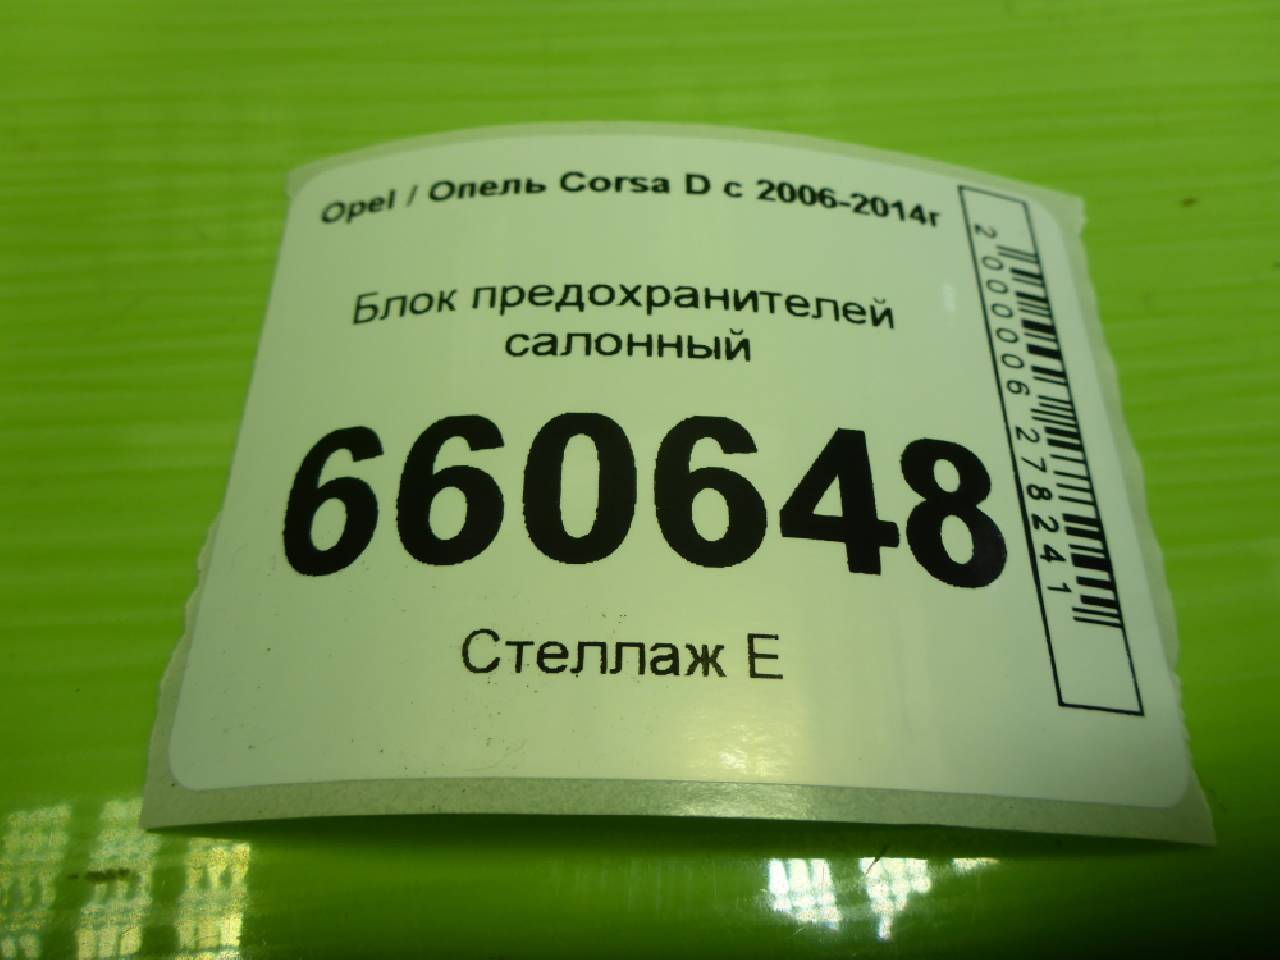 Opel / Опель Corsa D с 2006-2014г
Блок предохранителей
салонный
660648
Стеллаж Е
2000006278241